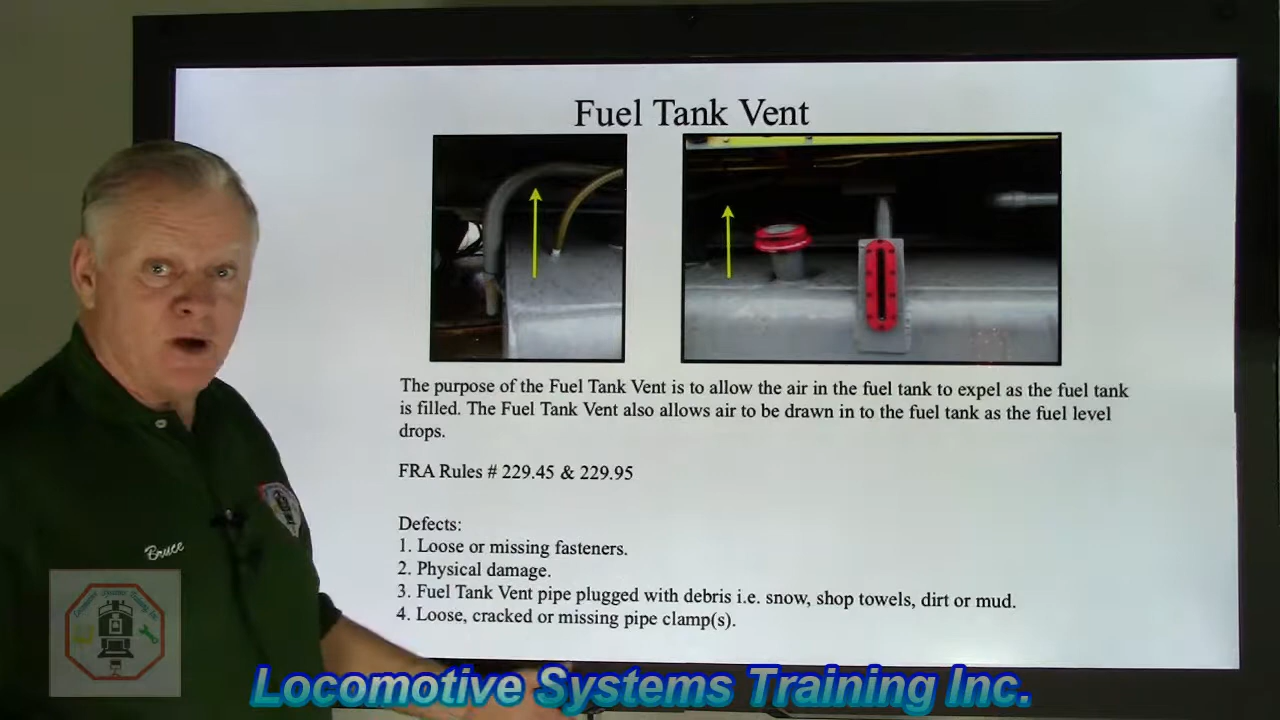 Fuel Tank Vent
The purpose of the Fuel Tank Vent is to allow the air in the fuel tank to expel as the fuel tank
is filled. The Fuel Tank Vent also allows air to be drawn in to the fuel tank as the fuel level
drops.
FRA Rules # 229.45 & 229.95
Defects:
1. Loose or missing fasteners.
2. Physical damage.
3. Fuel Tank Vent pipe plugged with debris i.e. snow, shop towels, dirt or mud.
4. Loose, cracked or missing pipe clamp(s).
Bruce
Locomotive Systems Training Inc.